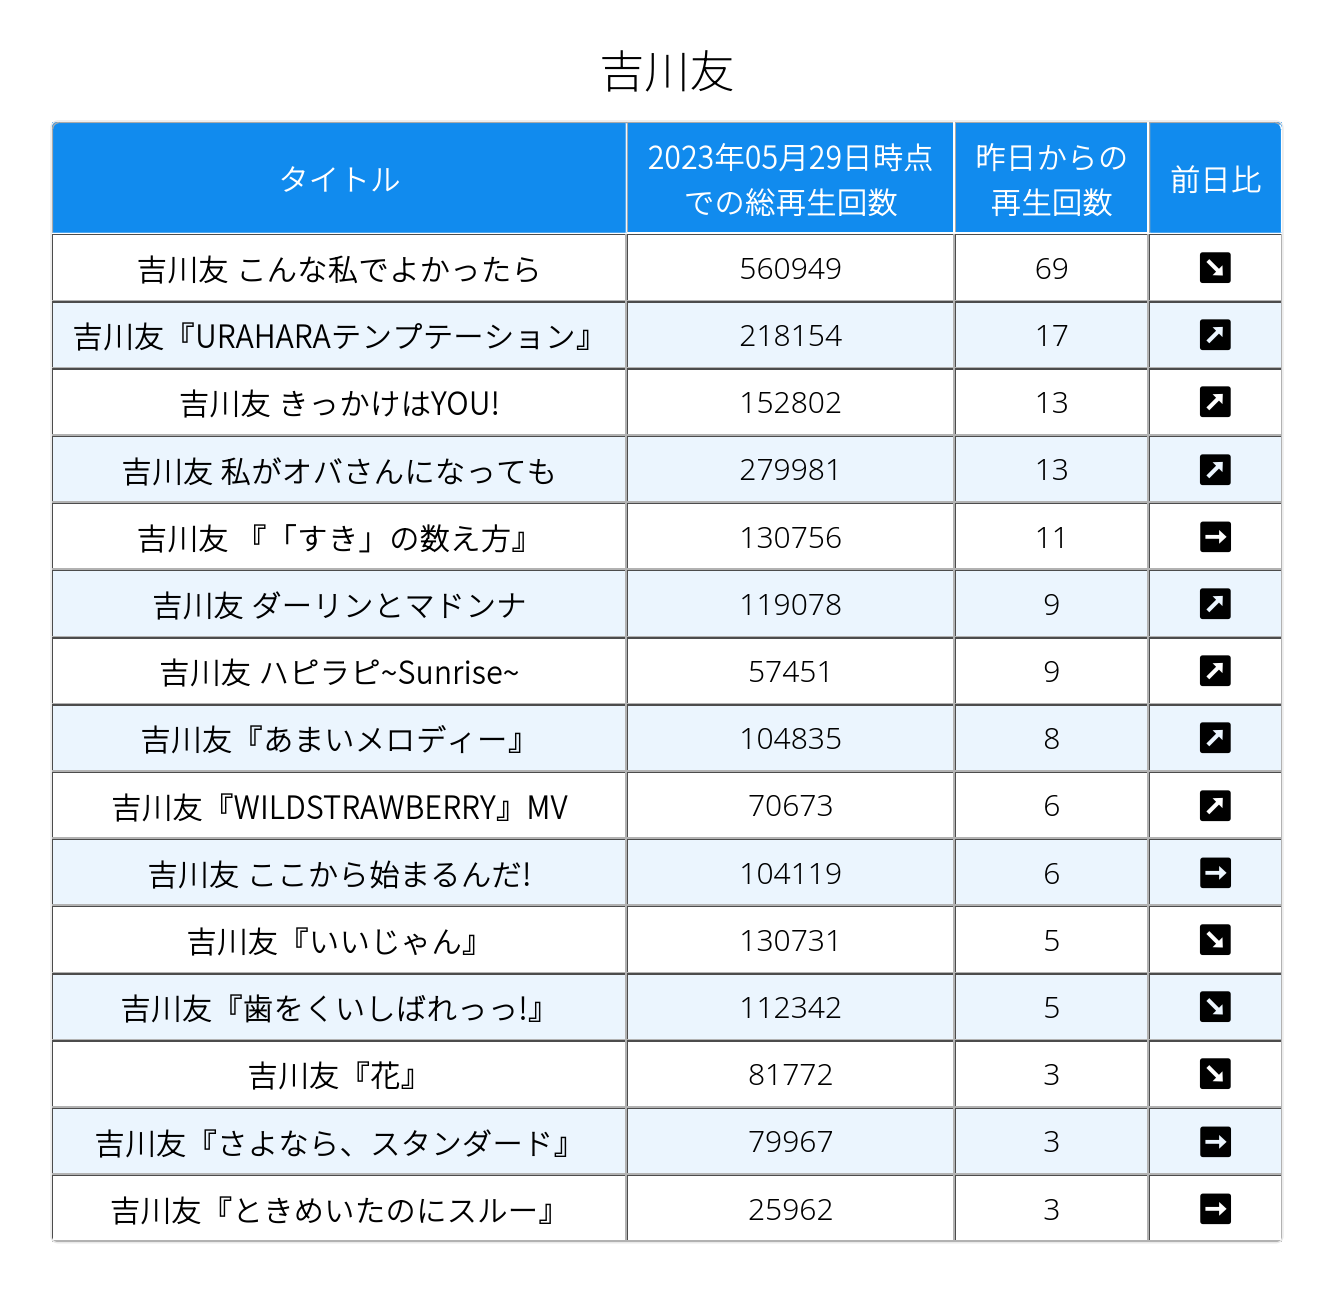 吉川友
タイトル 2023年05月29日時点での総再生回数 昨日からの再生回数 前日比
吉川友 こんな私でよかったら 560949 69 ↘
吉川友『URAHARAテンプテーション』 218154 17 ↗
吉川友 きっかけはYOU! 152802 13 ↗
吉川友 私がオバさんになっても 279981 13 ↗
吉川友 『「すき」の数え方』 130756 11 →
吉川友 ダーリンとマドンナ 119078 9 ↗
吉川友 ハピラピ~Sunrise~ 57451 9 ↗
吉川友『あまいメロディー』 104835 8 ↗
吉川友『WILDSTRAWBERRY』MV 70673 6 ↗
吉川友 ここから始まるんだ! 104119 6 →
吉川友『いいじゃん』 130731 5 ↘
吉川友『歯をくいしばれっっ!』 112342 5 ↘
吉川友『花』 81772 3 ↘
吉川友『さよなら、スタンダード』 79967 3 →
吉川友『ときめいたのにスルー』 25962 3 →